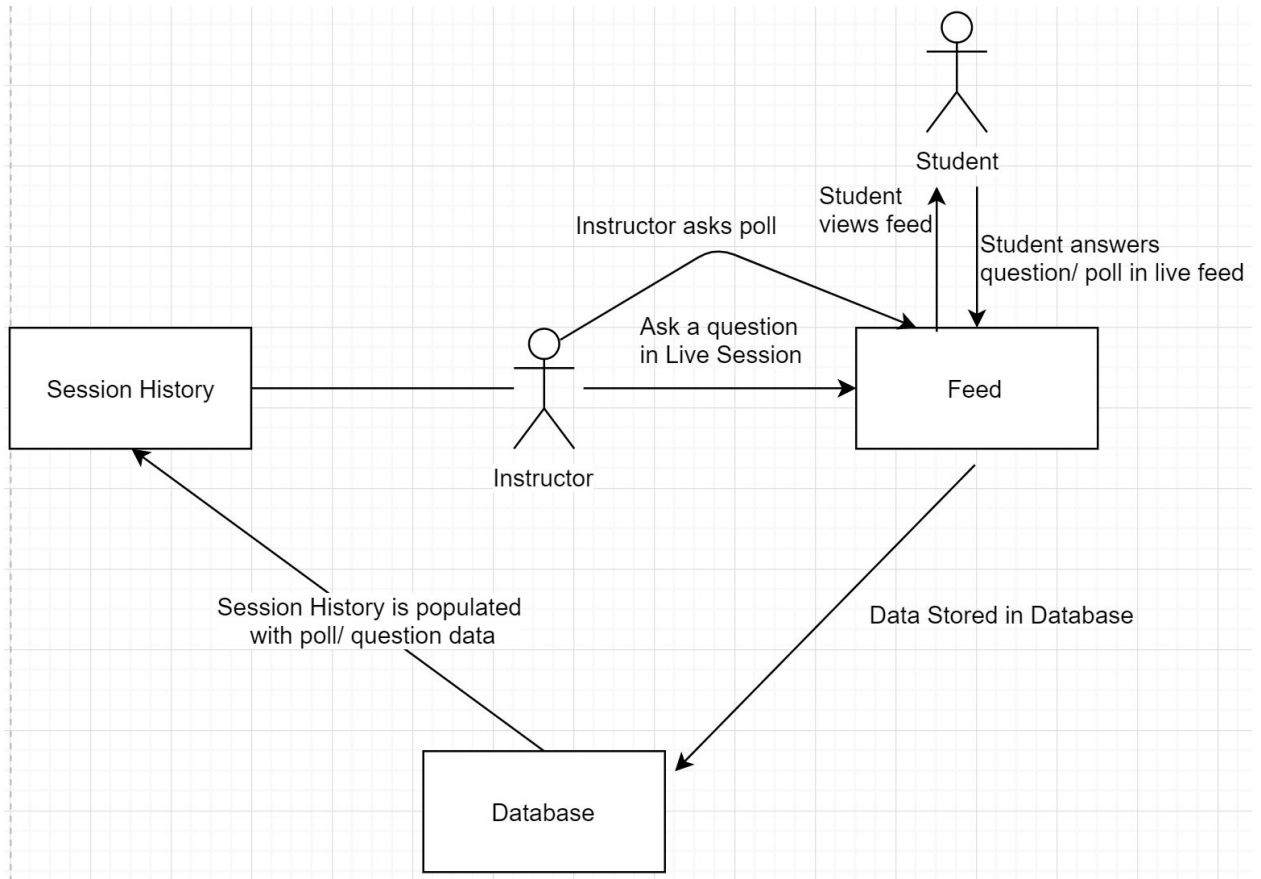 Student
Student
views feed
Instructor asks poll
Student answers
question/ poll in live feed
Ask a question
in Live Session
Session History
Feed
Instructor
Session History is populated
with poll/ question data
Data Stored in Database
Database